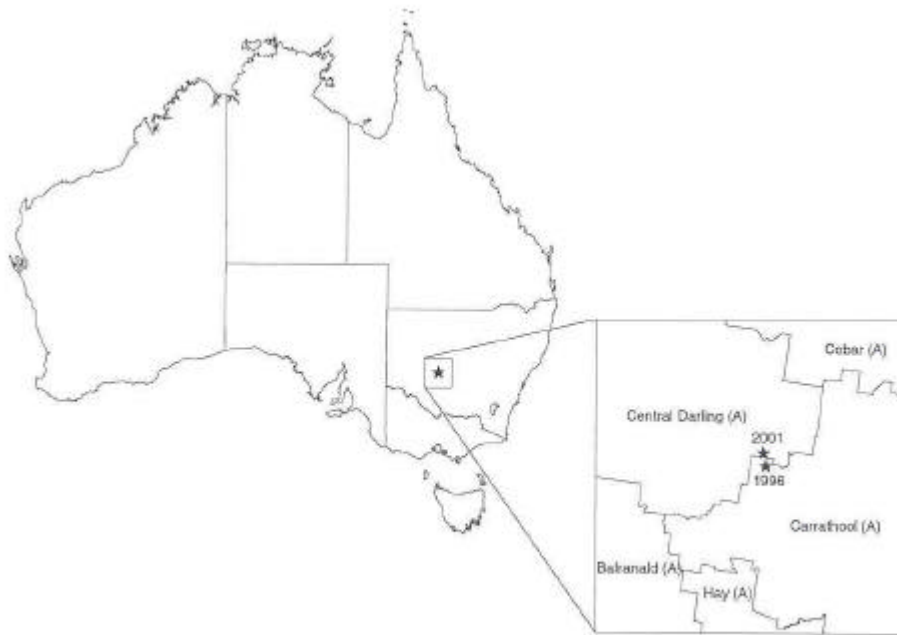 Cobar (A)
Central Darling (A)
2001
1996
Carrathool (A)
Balranald (A)
Hay (A)